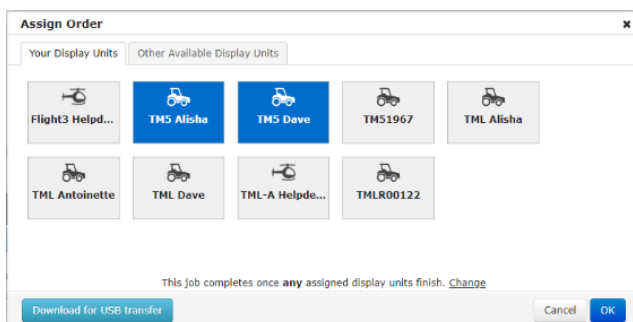 Assign Order
Your Display Units Other Available Display Units
Flight3 Helpd... TM5 Alisha TM5 Dave TM51967 TML Alisha
TML Antoinette TML Dave TML-A Helpde... TMLR00122
This job completes once any assigned display units finish. Change
Download for USB transfer Cancel OK